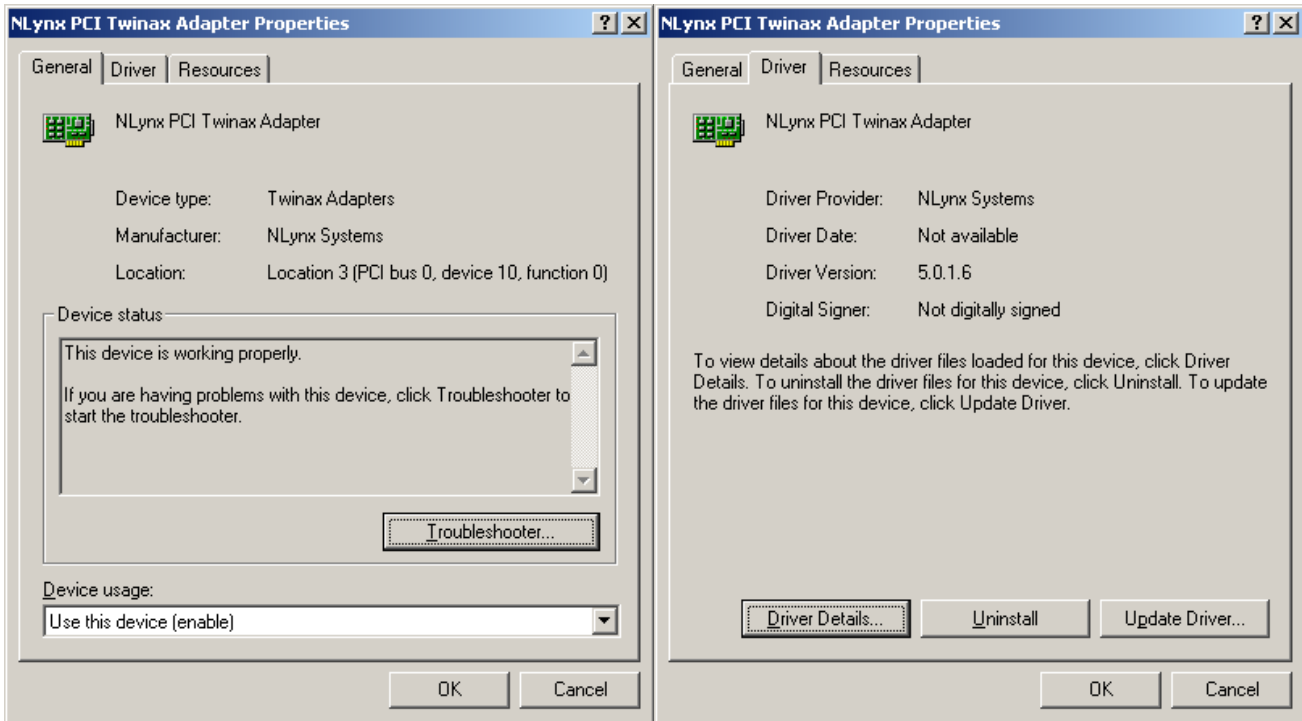 NLynx PCI Twinax Adapter Properties
General Driver Resources
NLynx PCI Twinax Adapter
Device type: Twinax Adapters
Manufacturer: NLynx Systems
Location: Location 3 (PCI bus 0, device 10, function 0)
Device status
This device is working properly.
If you are having problems with this device, click Troubleshooter to
start the troubleshooter.
Troubleshooter...
Device usage:
Use this device (enable)
OK Cancel
NLynx PCI Twinax Adapter Properties
General Driver Resources
NLynx PCI Twinax Adapter
Driver Provider: NLynx Systems
Driver Date: Not available
Driver Version: 5.0.1.6
Digital Signer: Not digitally signed
To view details about the driver files loaded for this device, click Driver
Details. To uninstall the driver files for this device, click Uninstall. To update
the driver files for this device, click Update Driver.
Driver Details... Uninstall Update Driver...
OK Cancel